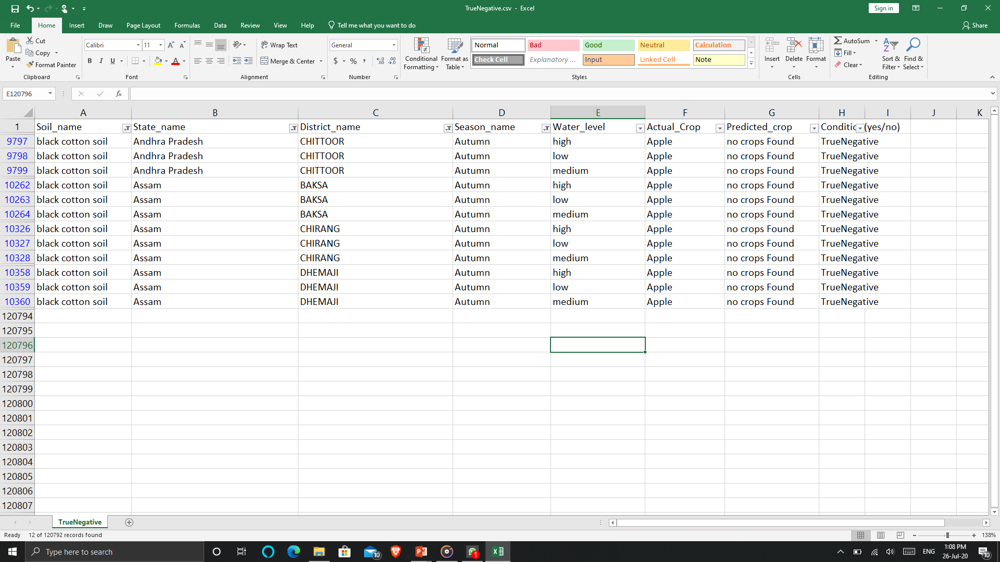 TrueNegative.csv - Excel
Sign in
File Home Insert Draw Page Layout Formulas Data Review View Help Tell me what you want to do Share
Paste Cut Copy Format Painter Clipboard
Calibri 11 B I U Font
Wrap Text Merge & Center Alignment
General $ % , Number
Conditional Formatting Format as Table
Normal Bad Good Neutral Calculation
Check Cell Explanatory ... Input Linked Cell Note
Styles
Insert Delete Format Cells
AutoSum Fill Clear Sort & Filter Find & Select Editing
E120796 fx
A B C D E F G H I J K
1 Soil_name State_name District_name Season_name Water_level Actual_Crop Predicted_crop Conditic (yes/no)
9797 black cotton soil Andhra Pradesh CHITTOOR Autumn high Apple no crops Found TrueNegative
9798 black cotton soil Andhra Pradesh CHITTOOR Autumn low Apple no crops Found TrueNegative
9799 black cotton soil Andhra Pradesh CHITTOOR Autumn medium Apple no crops Found TrueNegative
10262 black cotton soil Assam BAKSA Autumn high Apple no crops Found TrueNegative
10263 black cotton soil Assam BAKSA Autumn low Apple no crops Found TrueNegative
10264 black cotton soil Assam BAKSA Autumn medium Apple no crops Found TrueNegative
10326 black cotton soil Assam CHIRANG Autumn high Apple no crops Found TrueNegative
10327 black cotton soil Assam CHIRANG Autumn low Apple no crops Found TrueNegative
10328 black cotton soil Assam CHIRANG Autumn medium Apple no crops Found TrueNegative
10358 black cotton soil Assam DHEMAJI Autumn high Apple no crops Found TrueNegative
10359 black cotton soil Assam DHEMAJI Autumn low Apple no crops Found TrueNegative
10360 black cotton soil Assam DHEMAJI Autumn medium Apple no crops Found TrueNegative
120794
120795
120796
120797
120798
120799
120800
120801
120802
120803
120804
120805
120806
120807
TrueNegative
Ready 12 of 120792 records found 138%
Type here to search 10 1 ENG 1:08 PM
26-Jul-20 10